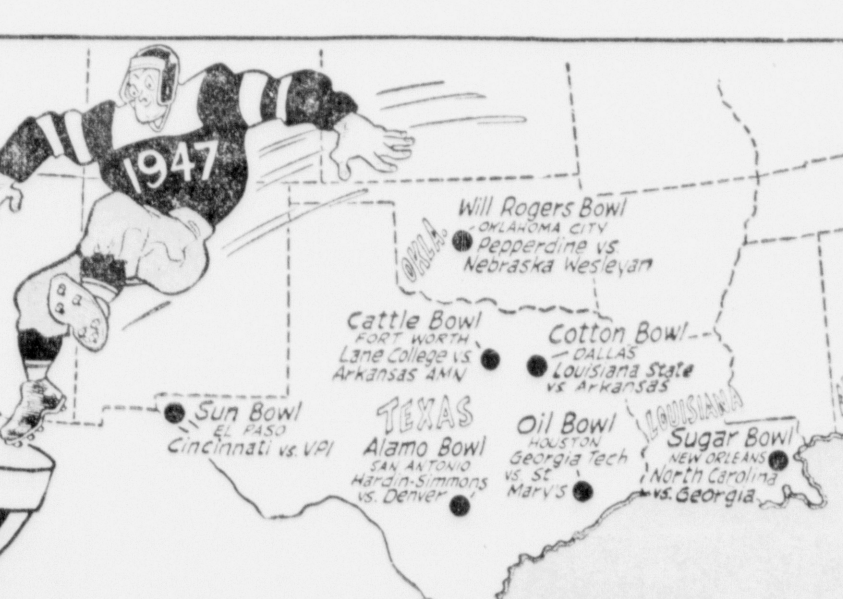 1947
Will Rogers Bowl
OKLAHOMA CITY
Pepperdine vs.
Nebraska Wesleyan
OKLA.
Cattle Bowl
FORT WORTH
Lane College vs.
Arkansas AMN
Cotton Bowl
DALLAS
Louisiana State
vs Arkansas
Sun Bowl
EL PASO
Cincinnati vs. VPI
TEXAS
Alamo Bowl
SAN ANTONIO
Hardin-Simmons
vs. Denver
Oil Bowl
HOUSTON
Georgia Tech
vs. St
Mary's
LOUISIANA
Sugar Bowl
NEW ORLEANS
North Carolina
vs. Georgia